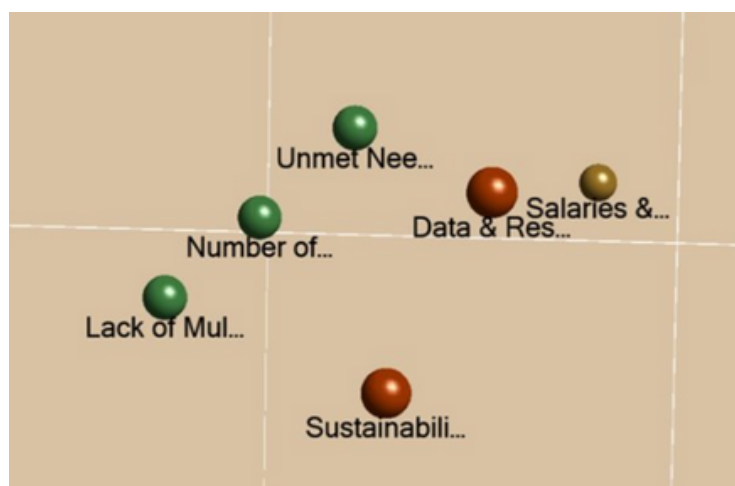 Unmet Nee...
Salaries &...
Data & Res...
Number of...
Lack of Mul...
Sustainabili...